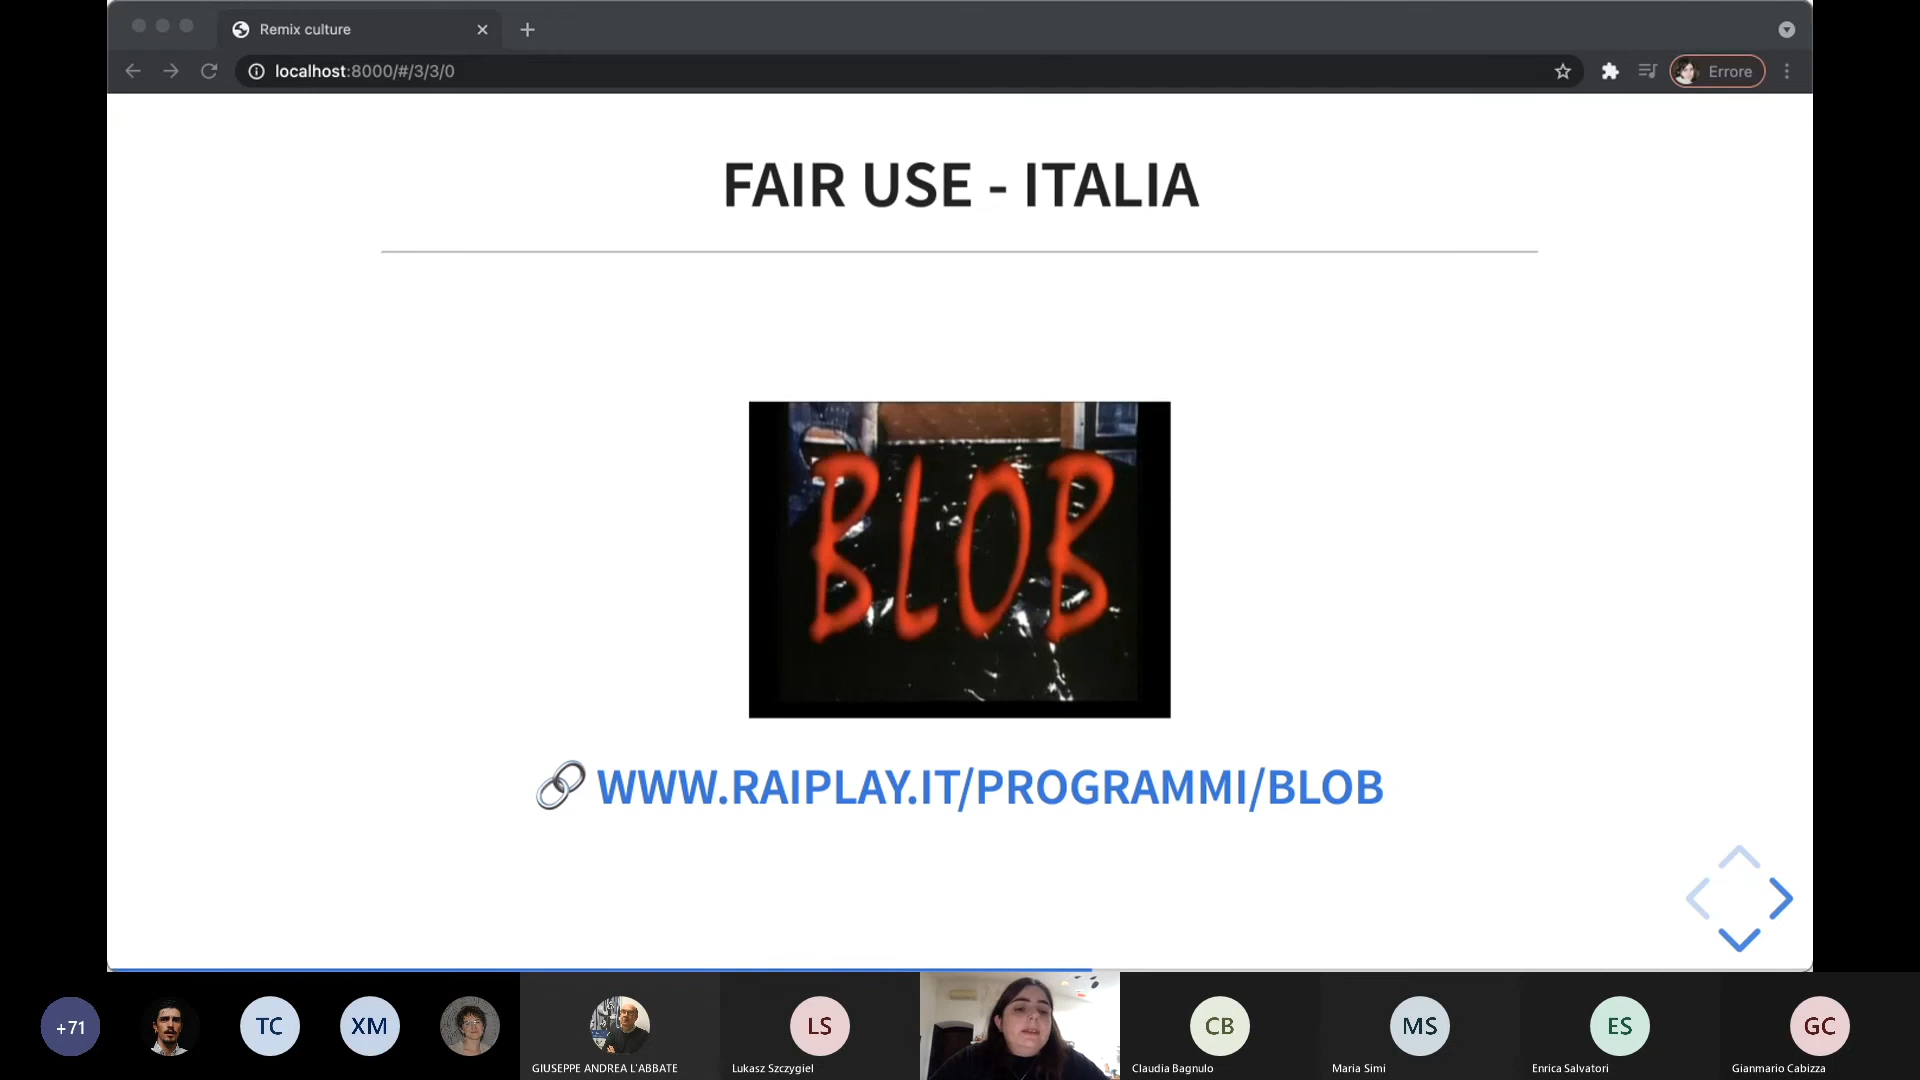 Remix culture
localhost:8000/#/3/3/0
Errore
FAIR USE - ITALIA
BLOB
WWW.RAIPLAY.IT/PROGRAMMI/BLOB
+71
TC
XM
GIUSEPPE ANDREA L'ABBATE
LS
Lukasz Szczygiel
CB
Claudia Bagnulo
MS
Maria Simi
ES
Enrica Salvatori
GC
Gianmario Cabizza